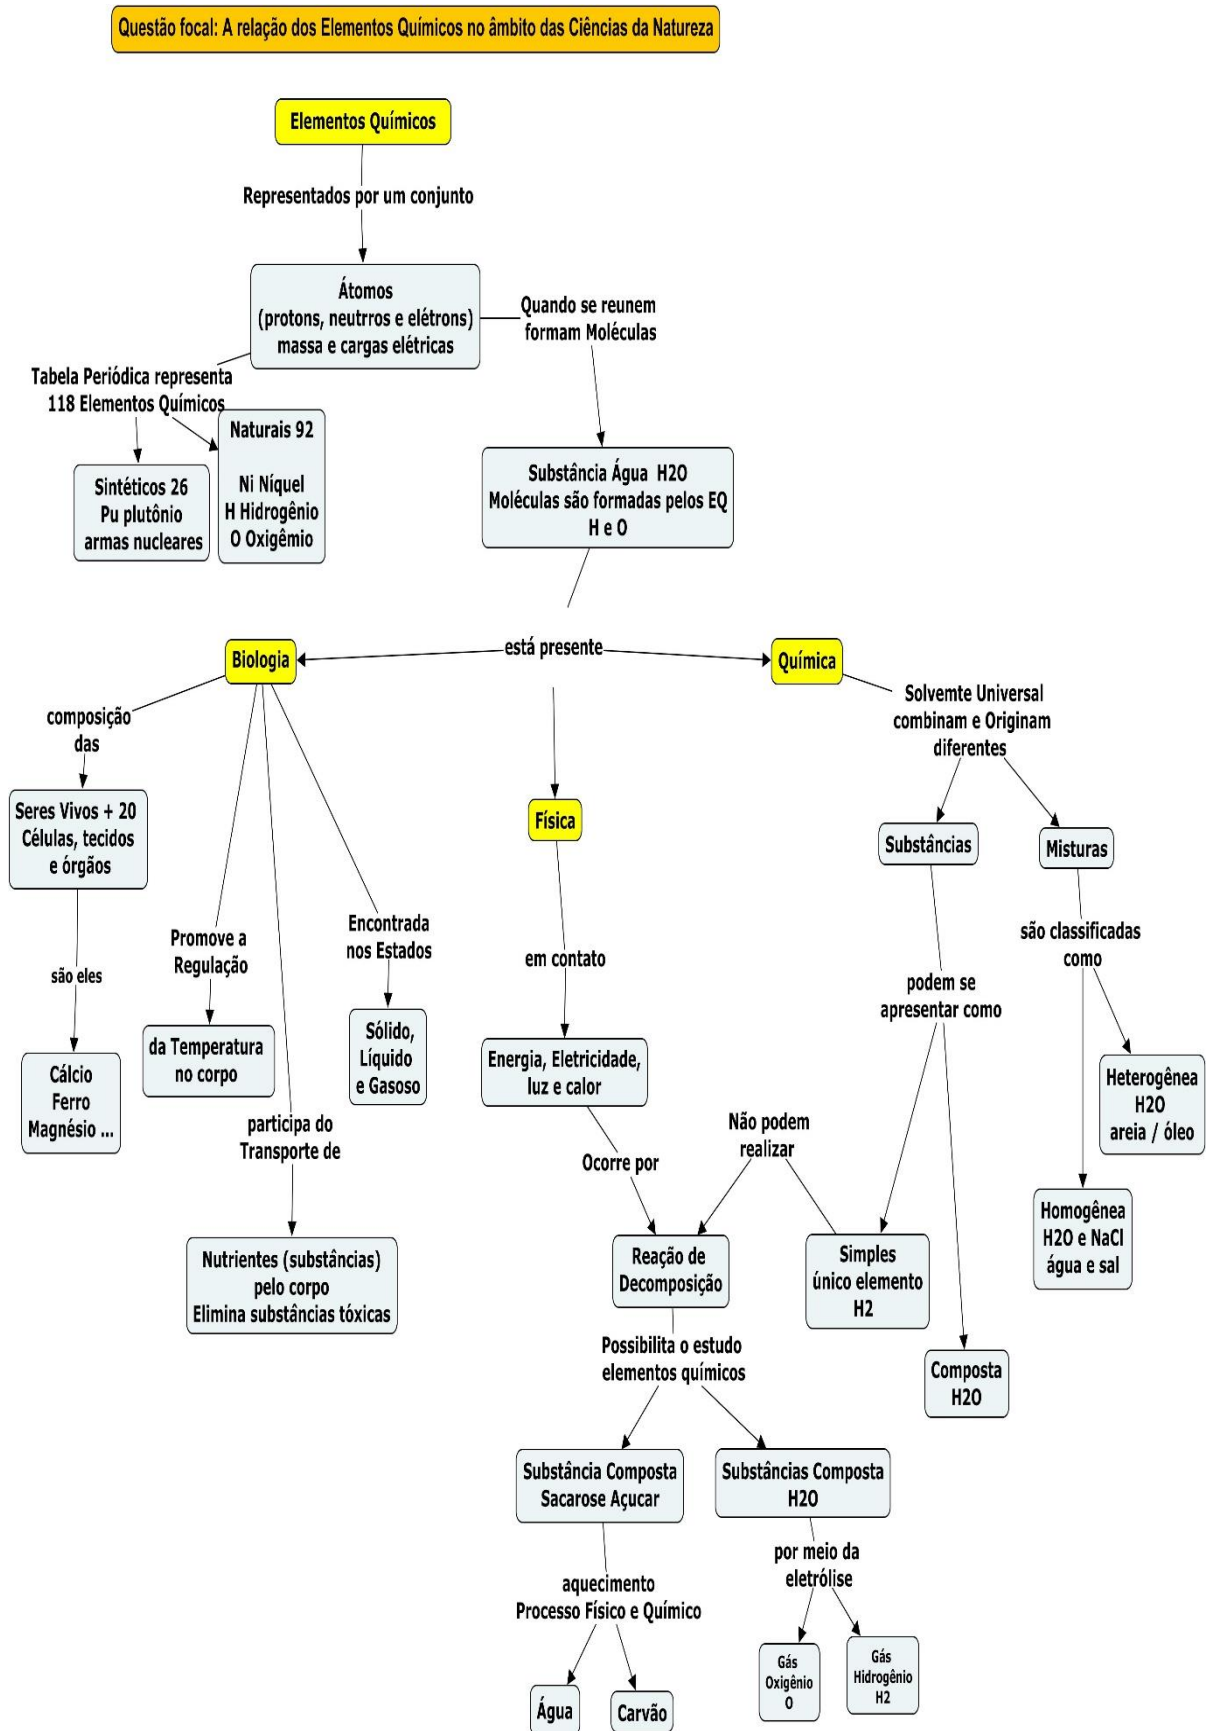 Questão focal: A relação dos Elementos Químicos no âmbito das Ciências da Natureza
Elementos Químicos
Representados por um conjunto
Átomos
(protons, neutrros e elétrons)
massa e cargas elétricas
Quando se reunem
formam Moléculas
Tabela Periódica representa
118 Elementos Químicos
Naturais 92
Ni Níquel
H Hidrogênio
O Oxigêmio
Sintéticos 26
Pu plutônio
armas nucleares
Substância Água H2O
Moléculas são formadas pelos EQ
H e O
está presente
Biologia
Química
Física
composição
das
Seres Vivos + 20
Células, tecidos
e órgãos
são eles
Cálcio
Ferro
Magnésio ...
Promove a
Regulação
da Temperatura
no corpo
participa do
Transporte de
Nutrientes (substâncias)
pelo corpo
Elimina substâncias tóxicas
Encontrada
nos Estados
Sólido,
Líquido
e Gasoso
em contato
Energia, Eletricidade,
luz e calor
Ocorre por
Reação de
Decomposição
Não podem
realizar
Solvemte Universal
combinam e Originam
diferentes
Substâncias
Misturas
podem se
apresentar como
Simples
único elemento
H2
Composta
H2O
são classificadas
como
Heterogênea
H2O
areia / óleo
Homogênea
H2O e NaCl
água e sal
Possibilita o estudo
elementos químicos
Substância Composta
Sacarose Açucar
aquecimento
Processo Físico e Químico
Água
Carvão
Substâncias Composta
H2O
por meio da
eletrólise
Gás
Oxigênio
O
Gás
Hidrogênio
H2